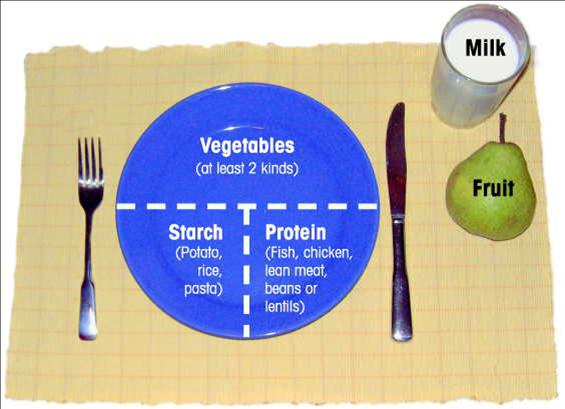 Milk
Vegetables
(at least 2 kinds)
Fruit
Starch
(Potato,
rice,
pasta)
Protein
(Fish, chicken,
lean meat,
beans or
lentils)